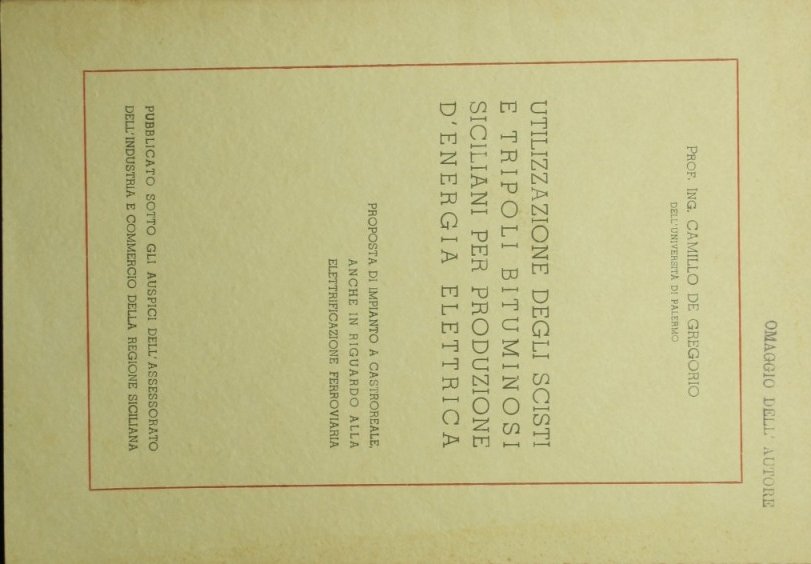 OMAGGIO DELL' AUTORE
PROF. ING. CAMILLO DE GREGORIO
DELL'UNIVERSITÀ DI PALERMO
UTILIZZAZIONE DEGLI SCISTI
E TRIPOLI BITUMINOSI
SICILIANI PER PRODUZIONE
D'ENERGIA ELETTRICA
PROPOSTA DI IMPIANTO A CASTROREALE,
ANCHE IN RIGUARDO ALLA
ELETTRIFICAZIONE FERROVIARIA
PUBBLICATO SOTTO GLI AUSPICI DELL'ASSESSORATO
DELL'INDUSTRIA E COMMERCIO DELLA REGIONE SICILIANA